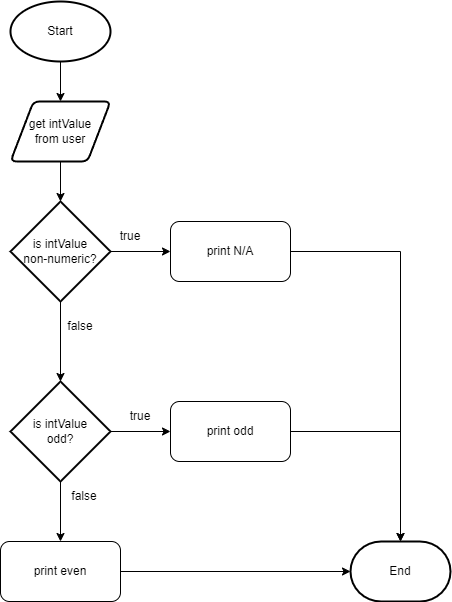 Start
get intValue
from user
is intValue
non-numeric?
true
print N/A
false
is intValue
odd?
true
print odd
false
print even
End